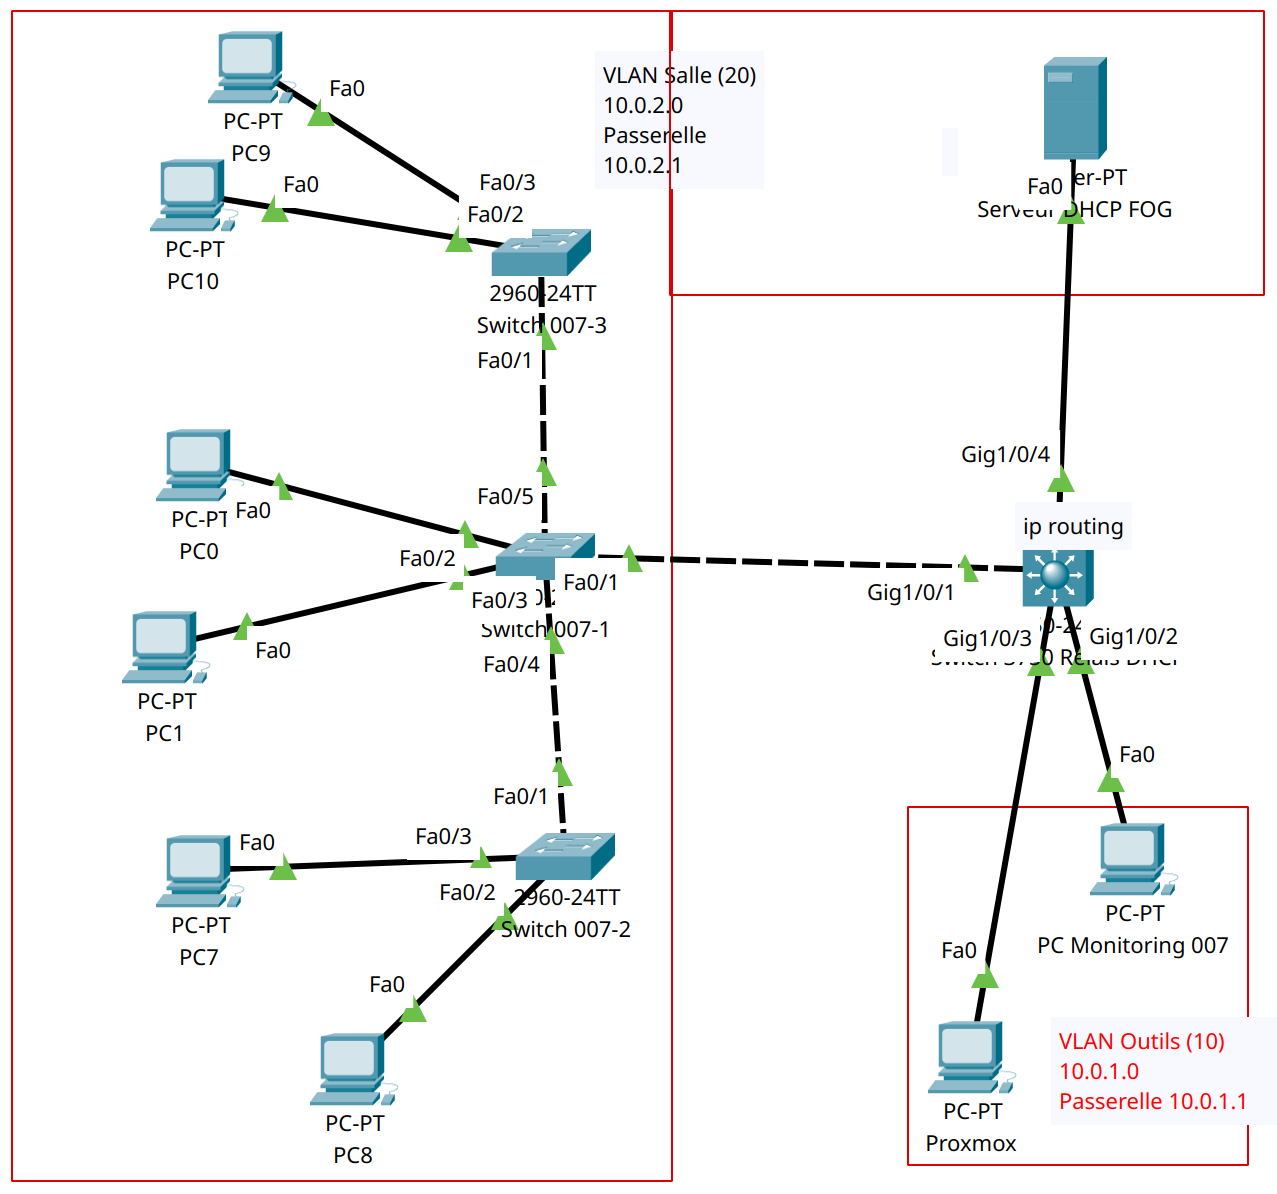 Fa0
PC-PT
PC9
Fa0
PC-PT
PC10
Fa0/3
Fa0/2
2960-24TT
Switch 007-3
Fa0/1
VLAN Salle (20)
10.0.2.0
Passerelle
10.0.2.1
Fa0
er-PT
Serveur DHCP FOG
Gig1/0/4
ip routing
Fa0
PC-PT
PC0
Fa0/5
Fa0/2
Fa0/1
Fa0/3
Switch 007-1
Fa0/4
Fa0
PC-PT
PC1
Gig1/0/1
Gig1/0/3
Gig1/0/2
Relais DHCP
Fa0/1
Fa0
Fa0/3
Fa0/2
2960-24TT
Switch 007-2
PC-PT
PC7
Fa0
PC-PT
PC8
Fa0
PC-PT
PC Monitoring 007
Fa0
PC-PT
Proxmox
VLAN Outils (10)
10.0.1.0
Passerelle 10.0.1.1